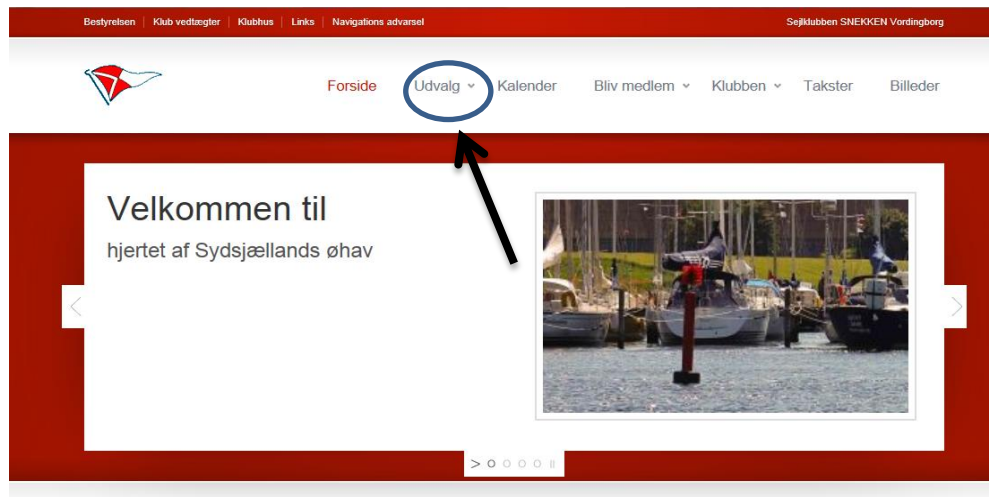 Bestyrelsen | Klub vedtægter | Klubhus | Links | Navigations advarsel
Sejlklubben SNEKKEN Vordingborg
Forside Udvalg Kalender Bliv medlem Klubben Takster Billeder
Velkommen til
hjertet af Sydsjællands øhav